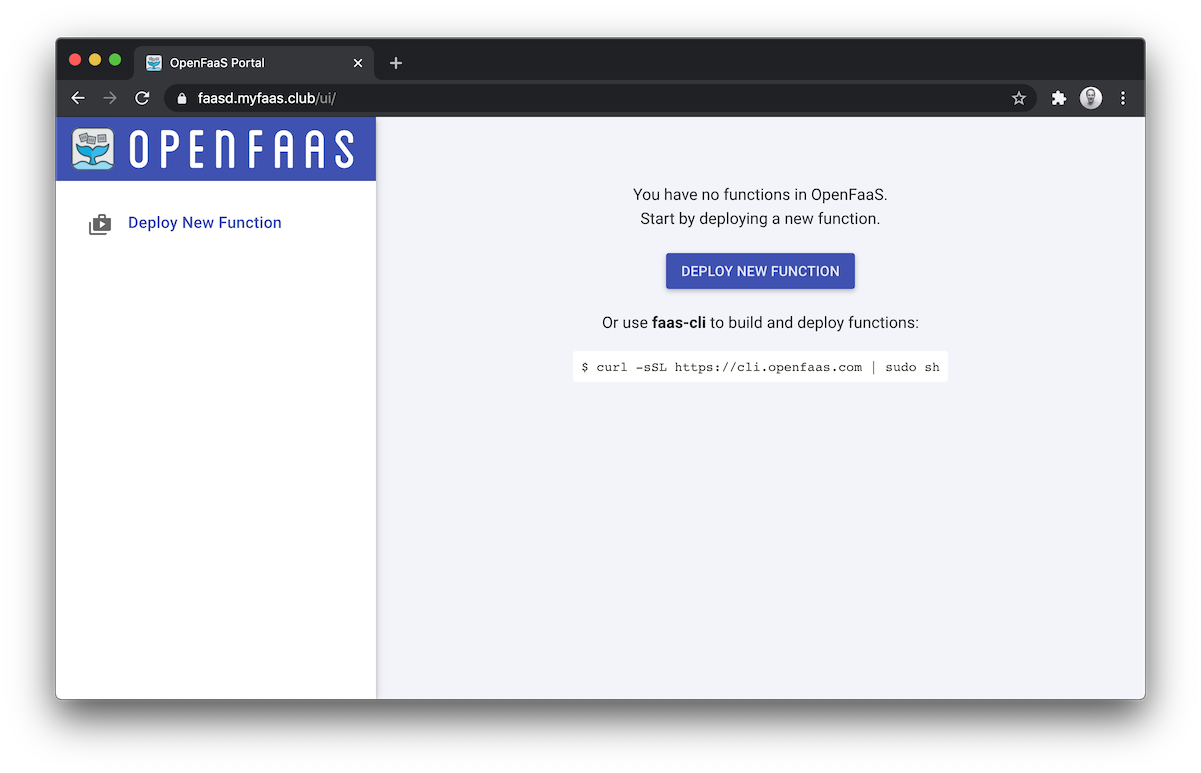 OpenFaaS Portal
faasd.myfaas.club/ui/
OPENFAAS
Deploy New Function
You have no functions in OpenFaaS.
Start by deploying a new function.
DEPLOY NEW FUNCTION
Or use faas-cli to build and deploy functions:
$ curl -sSL https://cli.openfaas.com | sudo sh